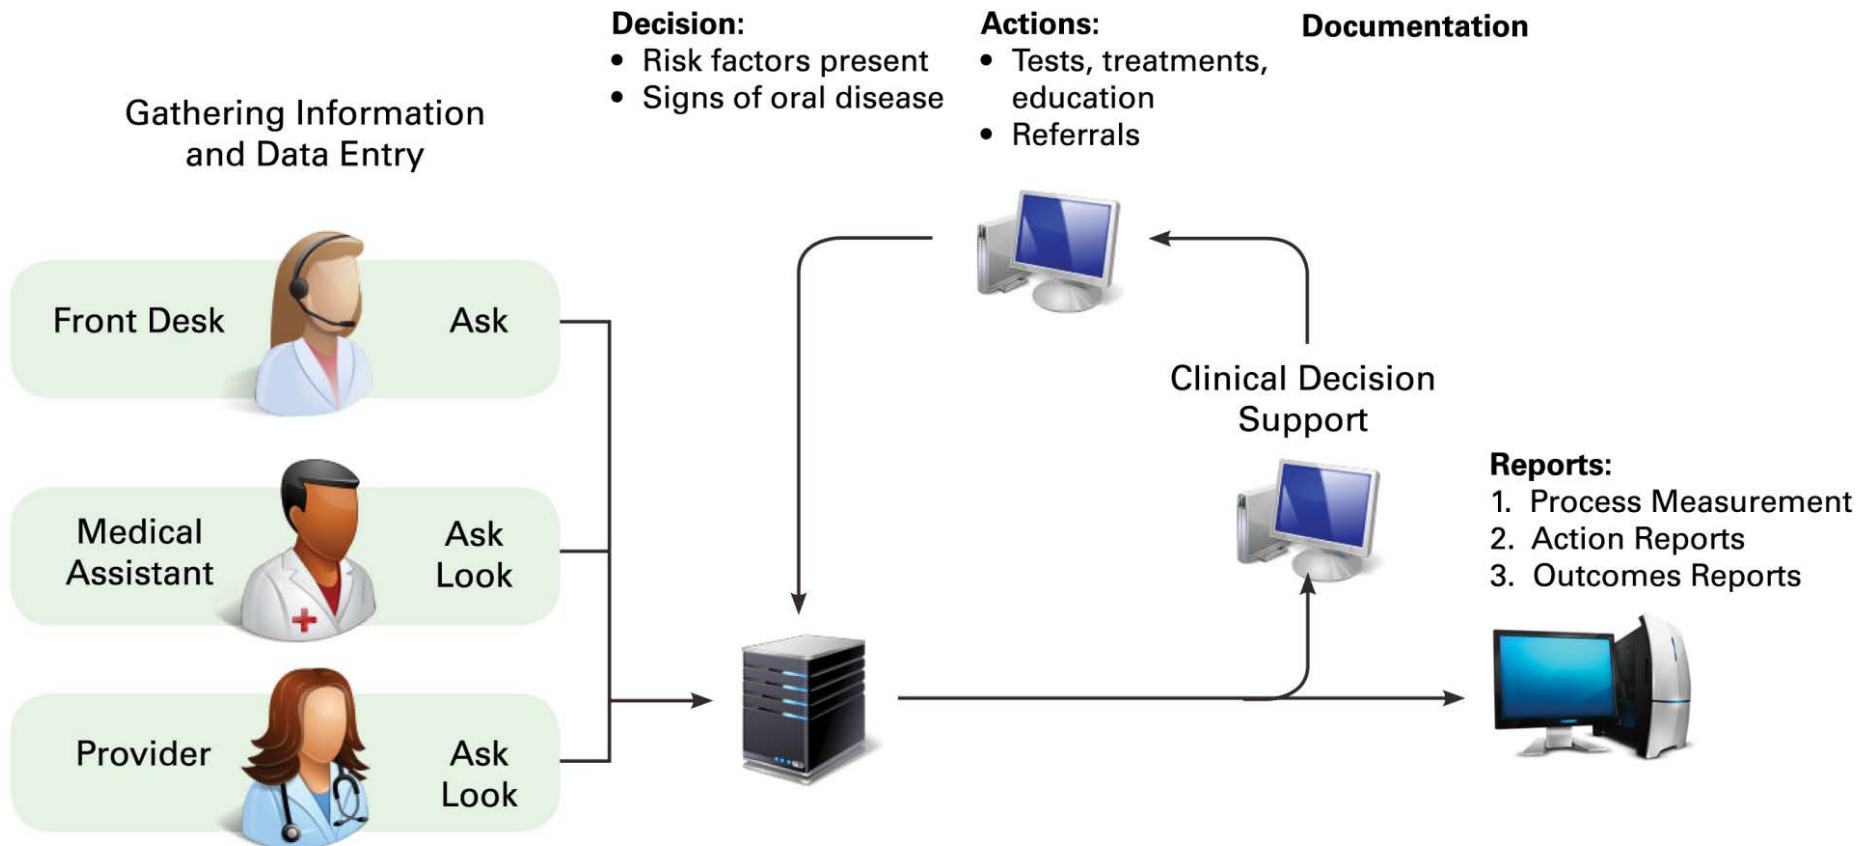 Gathering Information
and Data Entry
Decision:
• Risk factors present
• Signs of oral disease
Actions:
• Tests, treatments,
education
• Referrals
Documentation
Front Desk
Ask
Medical
Assistant
Ask
Look
Provider
Ask
Look
Clinical Decision
Support
Reports:
1. Process Measurement
2. Action Reports
3. Outcomes Reports